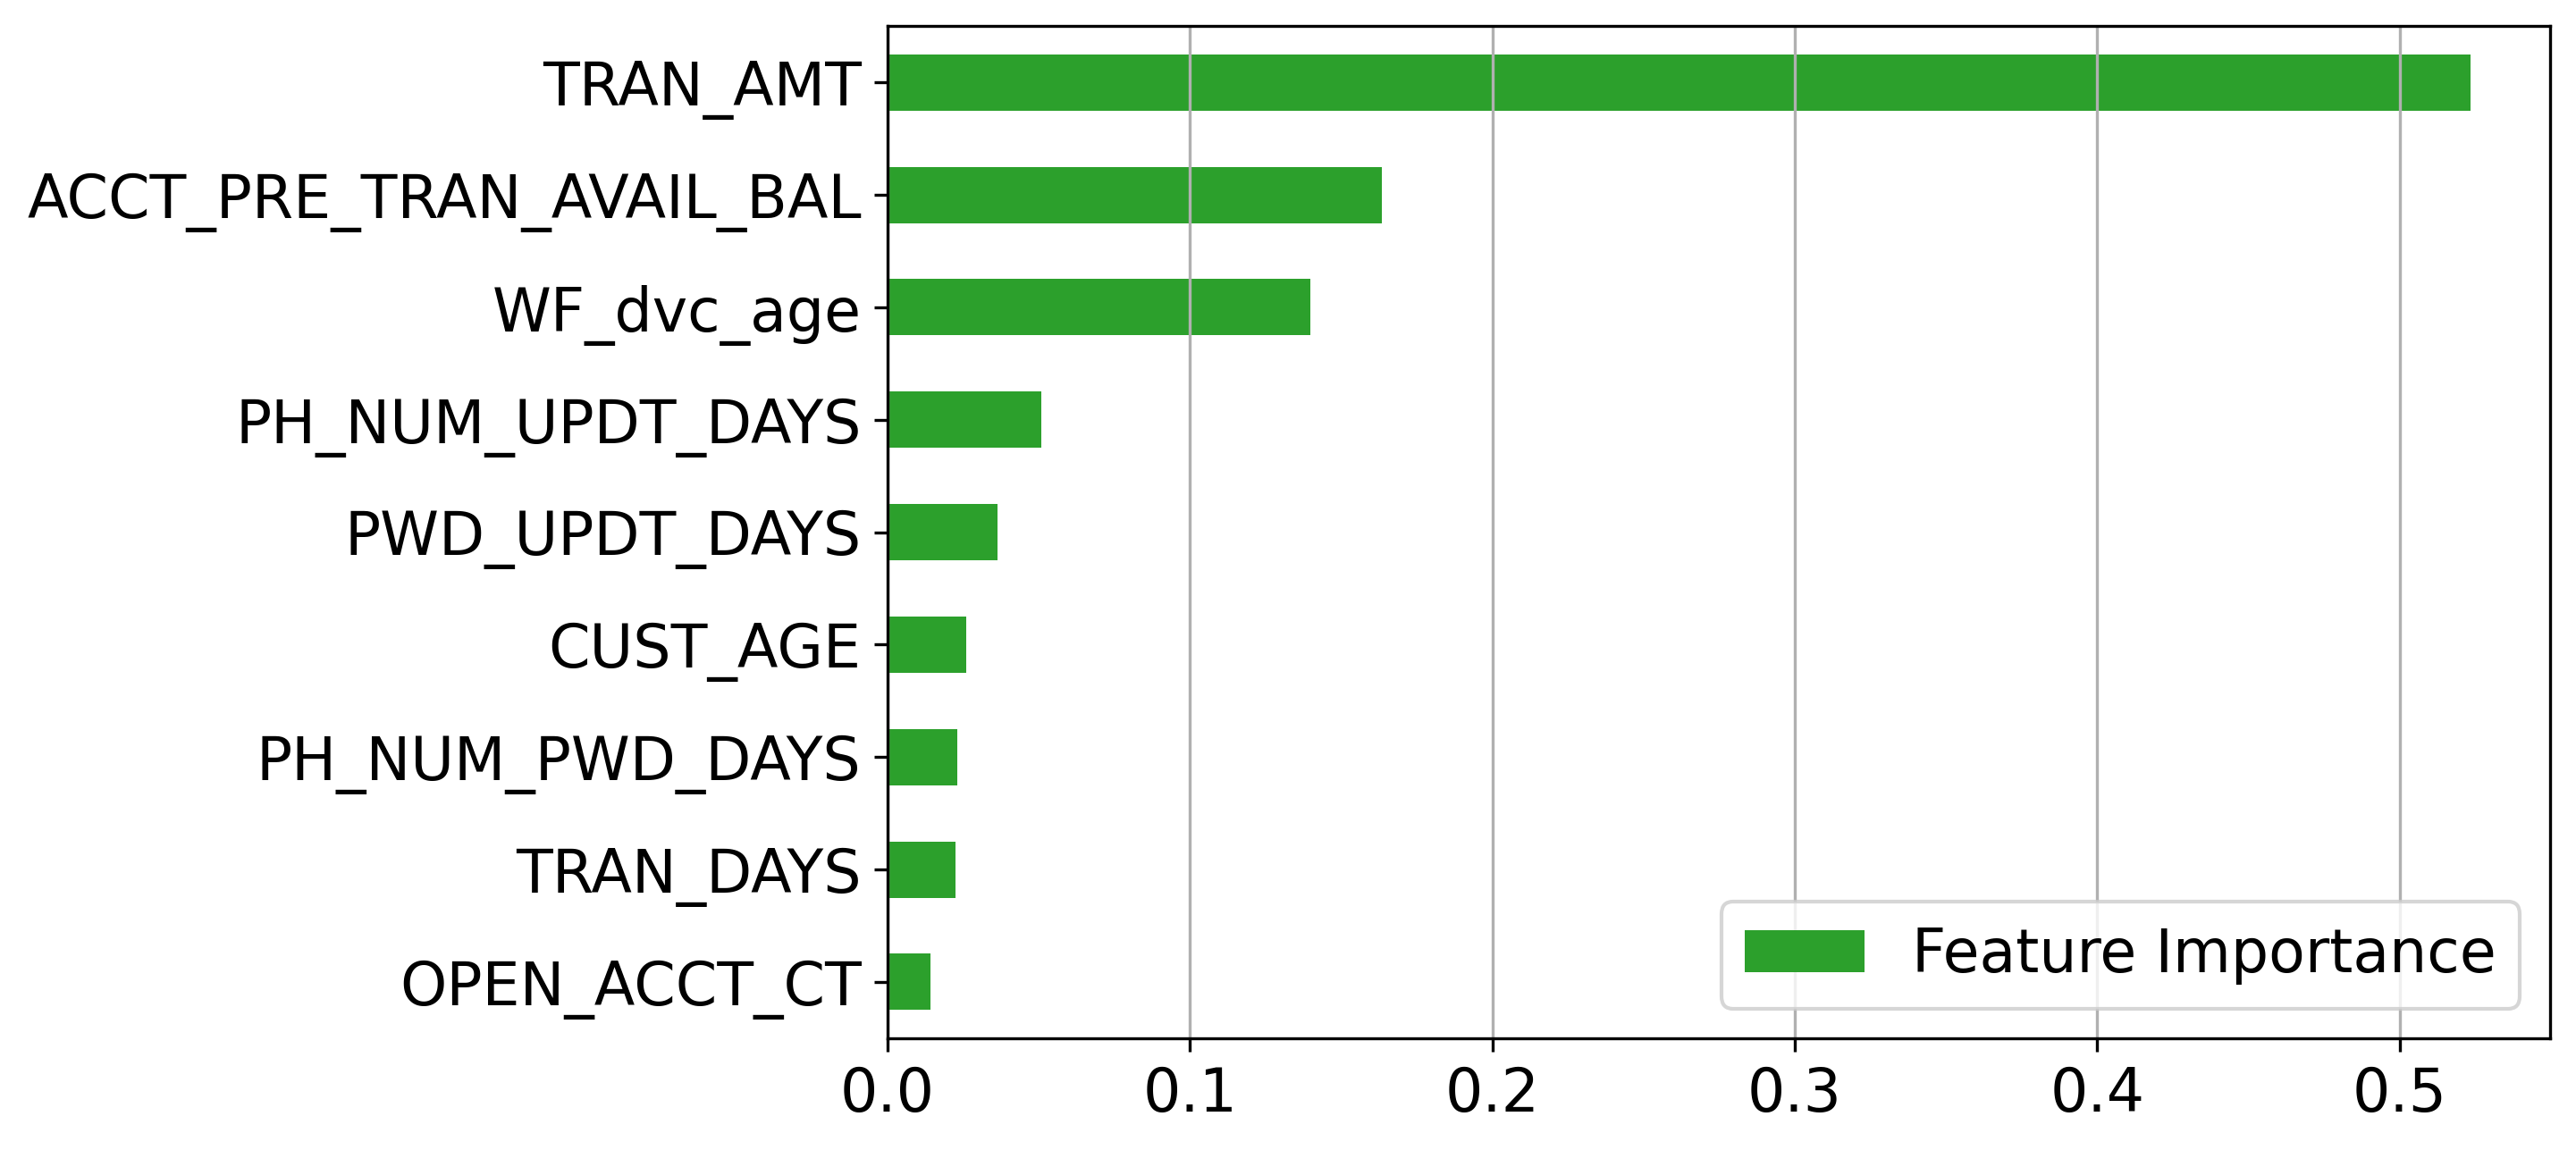 TRAN_AMT
ACCT_PRE_TRAN_AVAIL_BAL
WF_dvc_age
PH_NUM_UPDT_DAYS
PWD_UPDT_DAYS
CUST_AGE
PH_NUM_PWD_DAYS
TRAN_DAYS
OPEN_ACCT_CT
Feature Importance
0.0 0.1 0.2 0.3 0.4 0.5